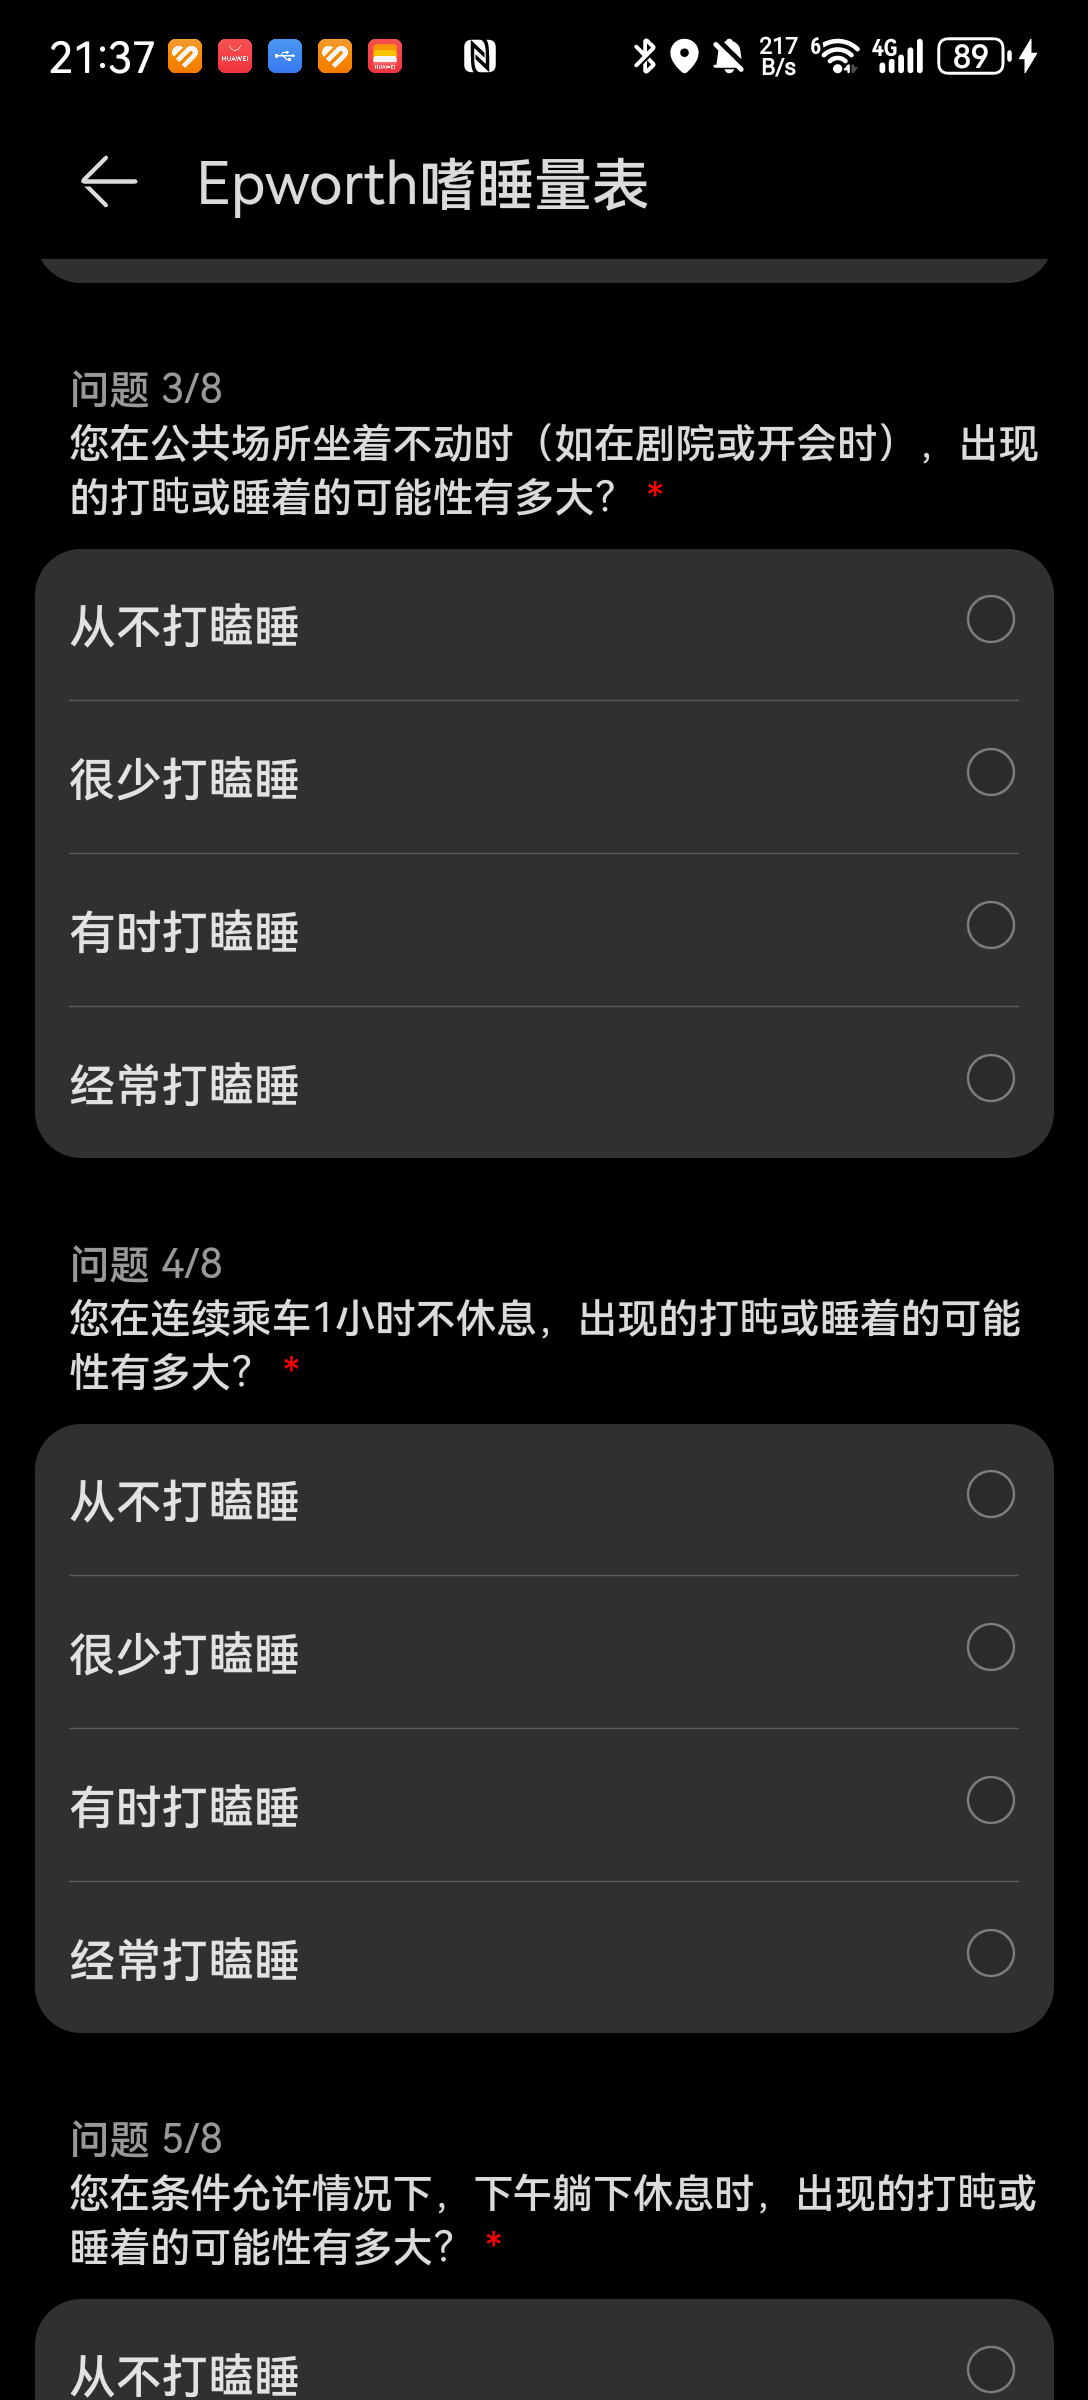 21:37
HUAWEI
HUAWEI
217
B/s
6
4G
89
Epworth嗜睡量表
问题 3/8
您在公共场所坐着不动时（如在剧院或开会时），出现
的打盹或睡着的可能性有多大？ *
从不打瞌睡
很少打瞌睡
有时打瞌睡
经常打瞌睡
问题 4/8
您在连续乘车1小时不休息，出现的打盹或睡着的可能
性有多大？ *
从不打瞌睡
很少打瞌睡
有时打瞌睡
经常打瞌睡
问题 5/8
您在条件允许情况下，下午躺下休息时，出现的打盹或
睡着的可能性有多大？ *
从不打瞌睡